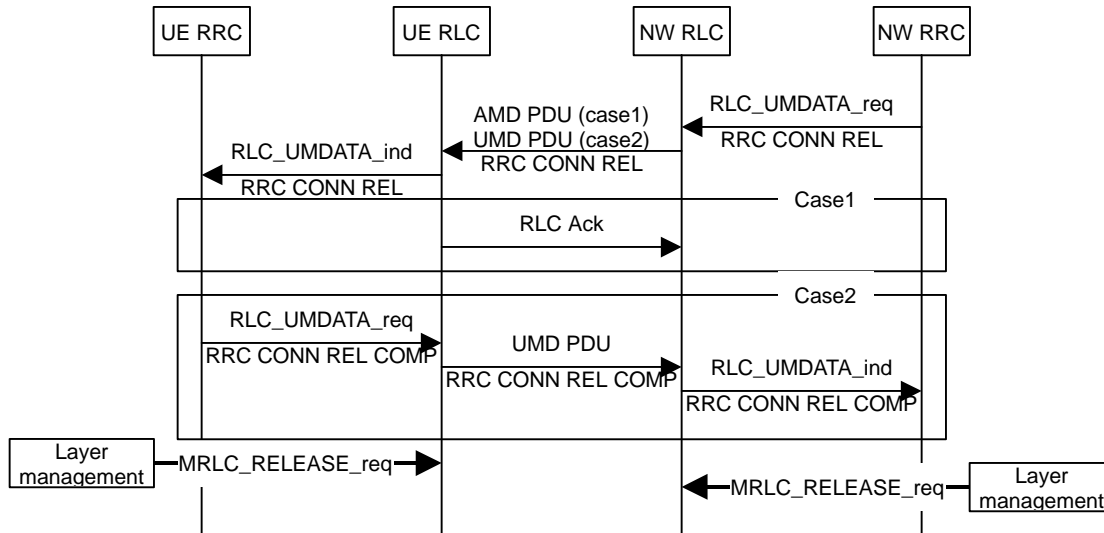 UE RRC
UE RLC
NW RLC
NW RRC
RLC_UMDATA_req
RRC CONN REL
AMD PDU (case1)
UMD PDU (case2)
RRC CONN REL
RLC_UMDATA_ind
RRC CONN REL
Case1
RLC Ack
Case2
RLC_UMDATA_req
RRC CONN REL COMP
UMD PDU
RRC CONN REL COMP
RLC_UMDATA_ind
RRC CONN REL COMP
Layer
management
MRLC_RELEASE_req
MRLC_RELEASE_req
Layer
management